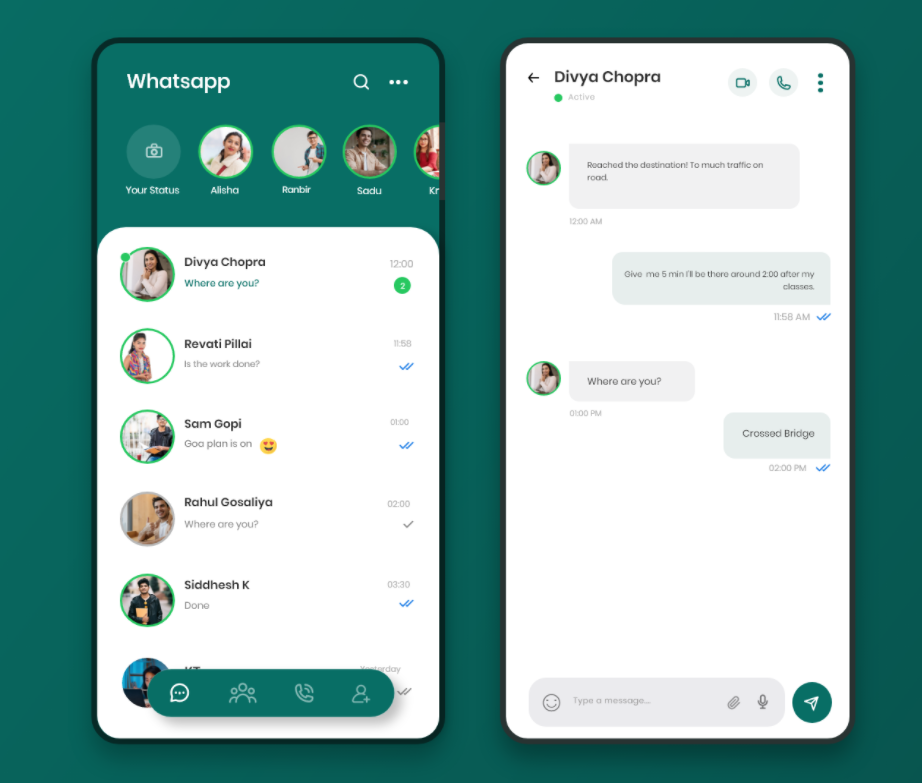 Whatsapp
Your Status
Alisha
Ranbir
Sadu
Divya Chopra
12:00
Where are you?
2
Revati Pillai
11:58
Is the work done?
Sam Gopi
01:00
Goa plan is on 😍
Rahul Gosaliya
02:00
Where are you?
Siddhesh K
03:30
Done
KT
Yesterday
Divya Chopra
Active
Reached the destination! To much traffic on
road.
12:00 AM
Give me 5 min I'll be there around 2:00 after my
classes.
11:58 AM
Where are you?
01:00 PM
Crossed Bridge
02:00 PM
Type a message...